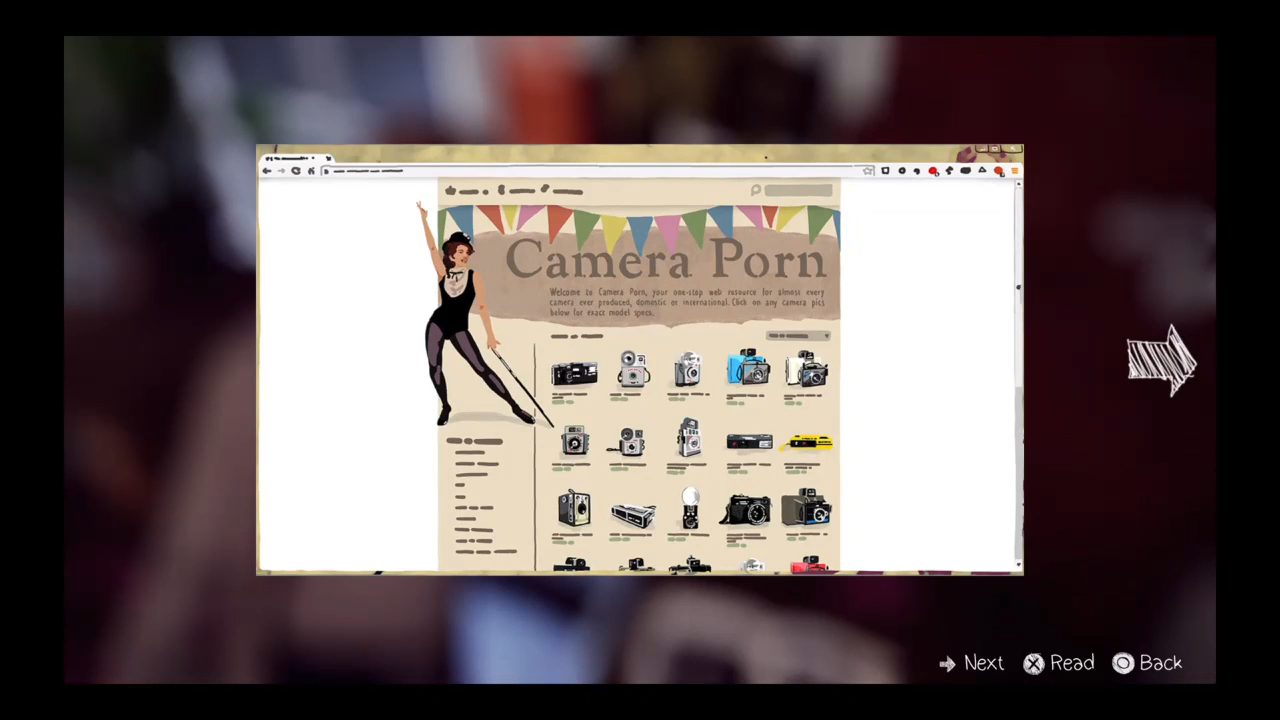 Camera Porn
Welcome to Camera Porn, your one-stop web resource for almost every
camera ever produced, domestic or international. Click on any camera pics
below for exact model specs.
Next Read Back